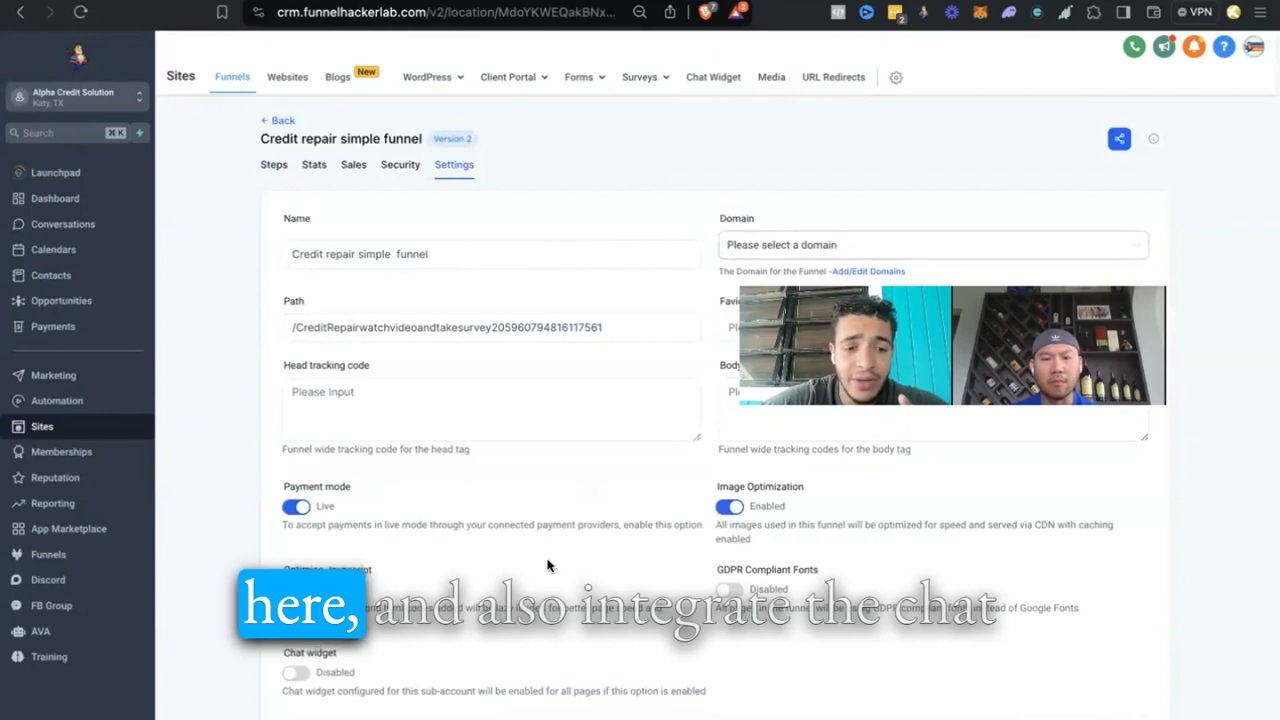 crm.funnelhackerlab.com/v2/location/MdoYKWEQakBNx...
7
2
2
VPN
Alpha Credit Solution
Katy, TX
Search
⌘ K
Launchpad
Dashboard
Conversations
Calendars
Contacts
Opportunities
Payments
Marketing
Automation
Sites
Memberships
Reputation
Reporting
App Marketplace
Funnels
Discord
FB Group
AVA
Training
Sites
Funnels
Websites
Blogs
New
WordPress
Client Portal
Forms
Surveys
Chat Widget
Media
URL Redirects
Back
Credit repair simple funnel
Version 2
Steps
Stats
Sales
Security
Settings
Name
Credit repair simple funnel
Domain
Please select a domain
The Domain for the Funnel -Add/Edit Domains
Path
/CreditRepairwatchvideoandtakesurvey205960794816117561
Head tracking code
Please Input
Funnel wide tracking code for the head tag
Funnel wide tracking codes for the body tag
Payment mode
Live
To accept payments in live mode through your connected payment providers, enable this option.
Image Optimization
Enabled
All images used in this funnel will be optimized for speed and served via CDN with caching
enabled
GDPR Compliant Fonts
Disabled
here, and also integrate the chat
Chat widget
Disabled
Chat widget configured for this sub-account will be enabled for all pages if this option is enabled